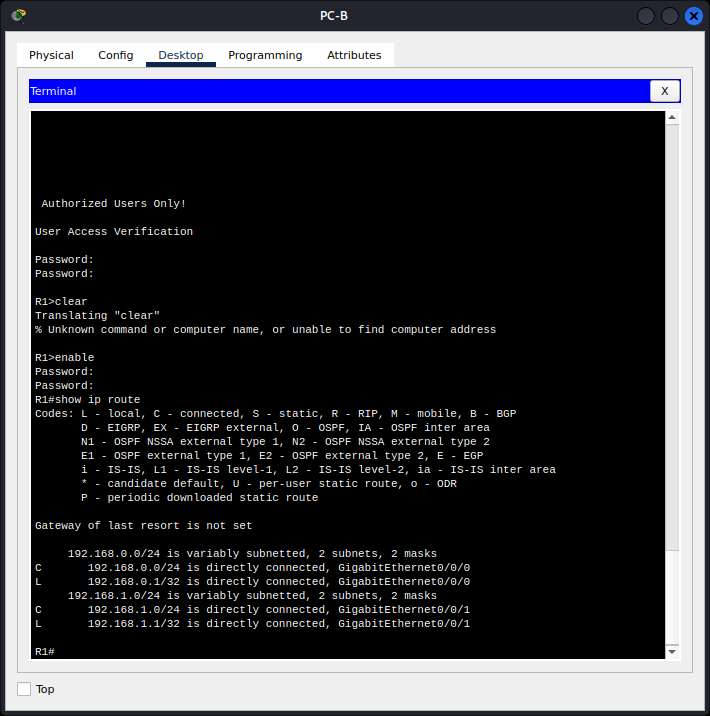 PC-B
Physical Config Desktop Programming Attributes
Terminal X
Authorized Users Only!
User Access Verification
Password:
Password:
R1>clear
Translating "clear"
% Unknown command or computer name, or unable to find computer address
R1>enable
Password:
Password:
R1#show ip route
Codes: L - local, C - connected, S - static, R - RIP, M - mobile, B - BGP
       D - EIGRP, EX - EIGRP external, O - OSPF, IA - OSPF inter area
       N1 - OSPF NSSA external type 1, N2 - OSPF NSSA external type 2
       E1 - OSPF external type 1, E2 - OSPF external type 2, E - EGP
       i - IS-IS, L1 - IS-IS level-1, L2 - IS-IS level-2, ia - IS-IS inter area
       * - candidate default, U - per-user static route, o - ODR
       P - periodic downloaded static route
Gateway of last resort is not set
     192.168.0.0/24 is variably subnetted, 2 subnets, 2 masks
C       192.168.0.0/24 is directly connected, GigabitEthernet0/0/0
L       192.168.0.1/32 is directly connected, GigabitEthernet0/0/0
     192.168.1.0/24 is variably subnetted, 2 subnets, 2 masks
C       192.168.1.0/24 is directly connected, GigabitEthernet0/0/1
L       192.168.1.1/32 is directly connected, GigabitEthernet0/0/1
R1#
Top